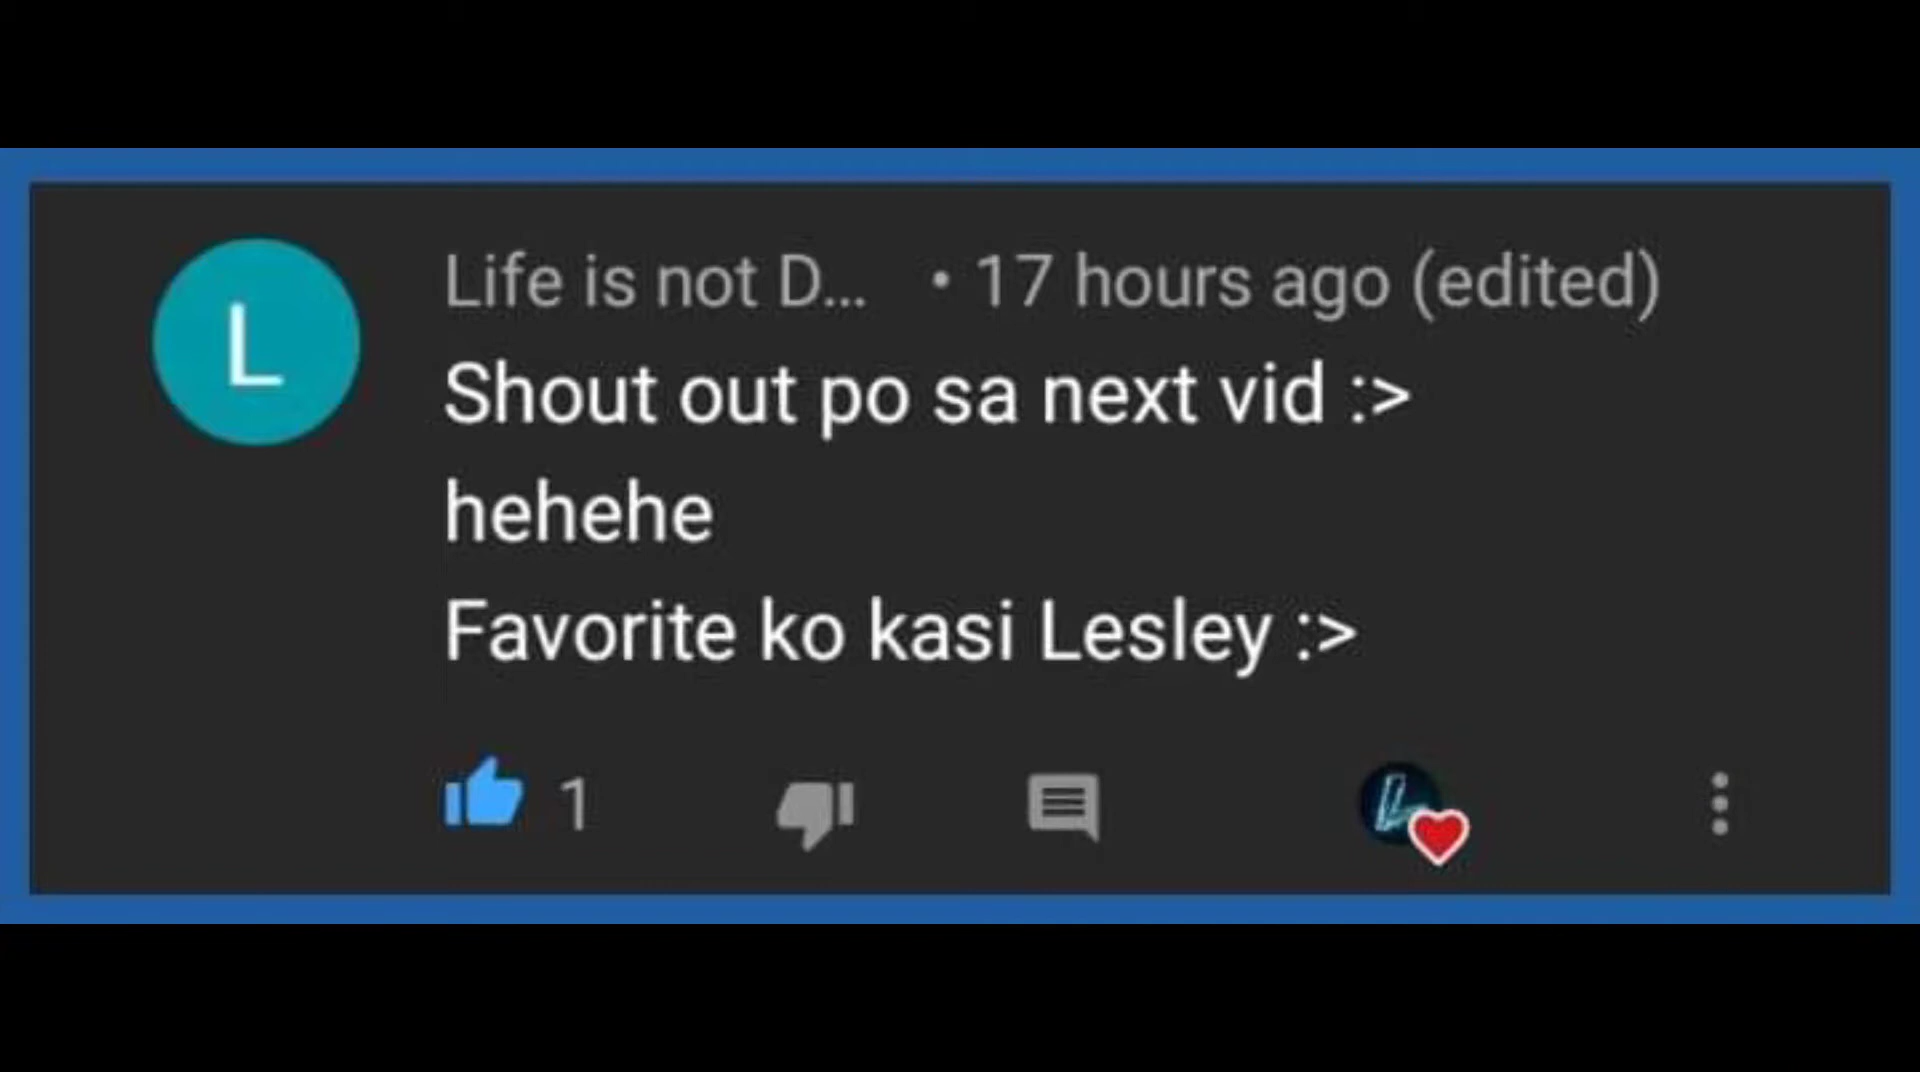 L
Life is not D... • 17 hours ago (edited)
Shout out po sa next vid :>
hehehe
Favorite ko kasi Lesley :>
1
L